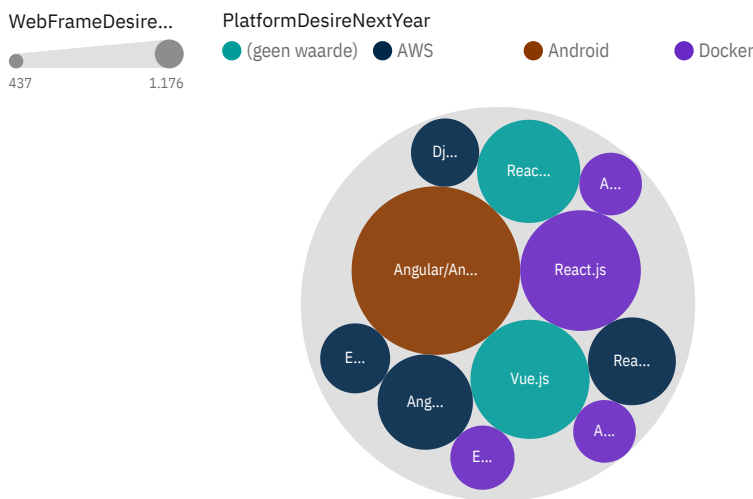 WebFrameDesire...
437 1.176
PlatformDesireNextYear
(geen waarde) AWS Android Docker
Dj...
Reac...
A...
Angular/An...
React.js
E...
Ang...
Vue.js
Rea...
E...
A...